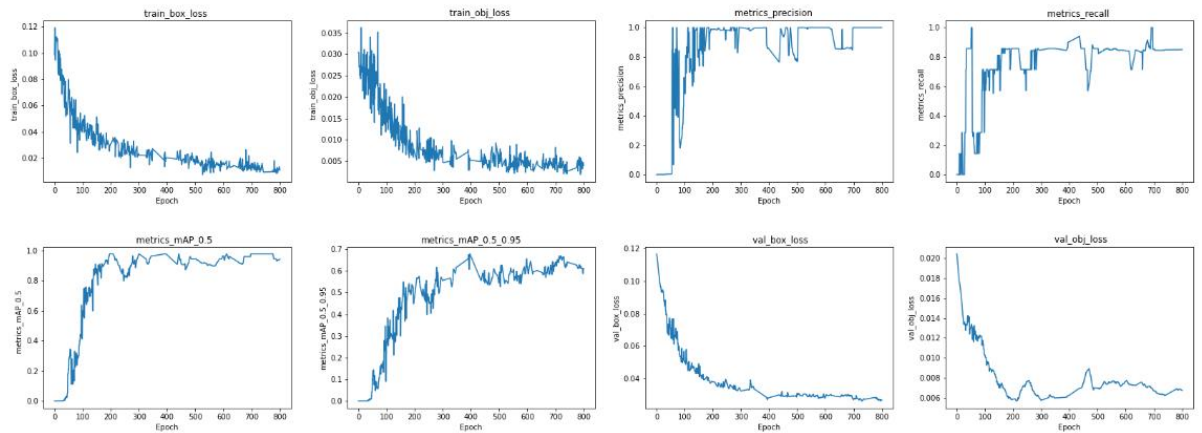 train_box_loss
train_box_loss
0.12
0.10
0.08
0.06
0.04
0.02
0 100 200 300 400 500 600 700 800
Epoch
train_obj_loss
train_obj_loss
0.035
0.030
0.025
0.020
0.015
0.010
0.005
0 100 200 300 400 500 600 700 800
Epoch
metrics_precision
metrics_precision
1.0
0.8
0.6
0.4
0.2
0.0
0 100 200 300 400 500 600 700 800
Epoch
metrics_recall
metrics_recall
1.0
0.8
0.6
0.4
0.2
0.0
0 100 200 300 400 500 600 700 800
Epoch
metrics_mAP_0.5
metrics_mAP_0.5
1.0
0.8
0.6
0.4
0.2
0.0
0 100 200 300 400 500 600 700 800
Epoch
metrics_mAP_0.5_0.95
metrics_mAP_0.5_0.95
0.7
0.6
0.5
0.4
0.3
0.2
0.1
0.0
0 100 200 300 400 500 600 700 800
Epoch
val_box_loss
val_box_loss
0.12
0.10
0.08
0.06
0.04
0 100 200 300 400 500 600 700 800
Epoch
val_obj_loss
val_obj_loss
0.020
0.018
0.016
0.014
0.012
0.010
0.008
0.006
0 100 200 300 400 500 600 700 800
Epoch